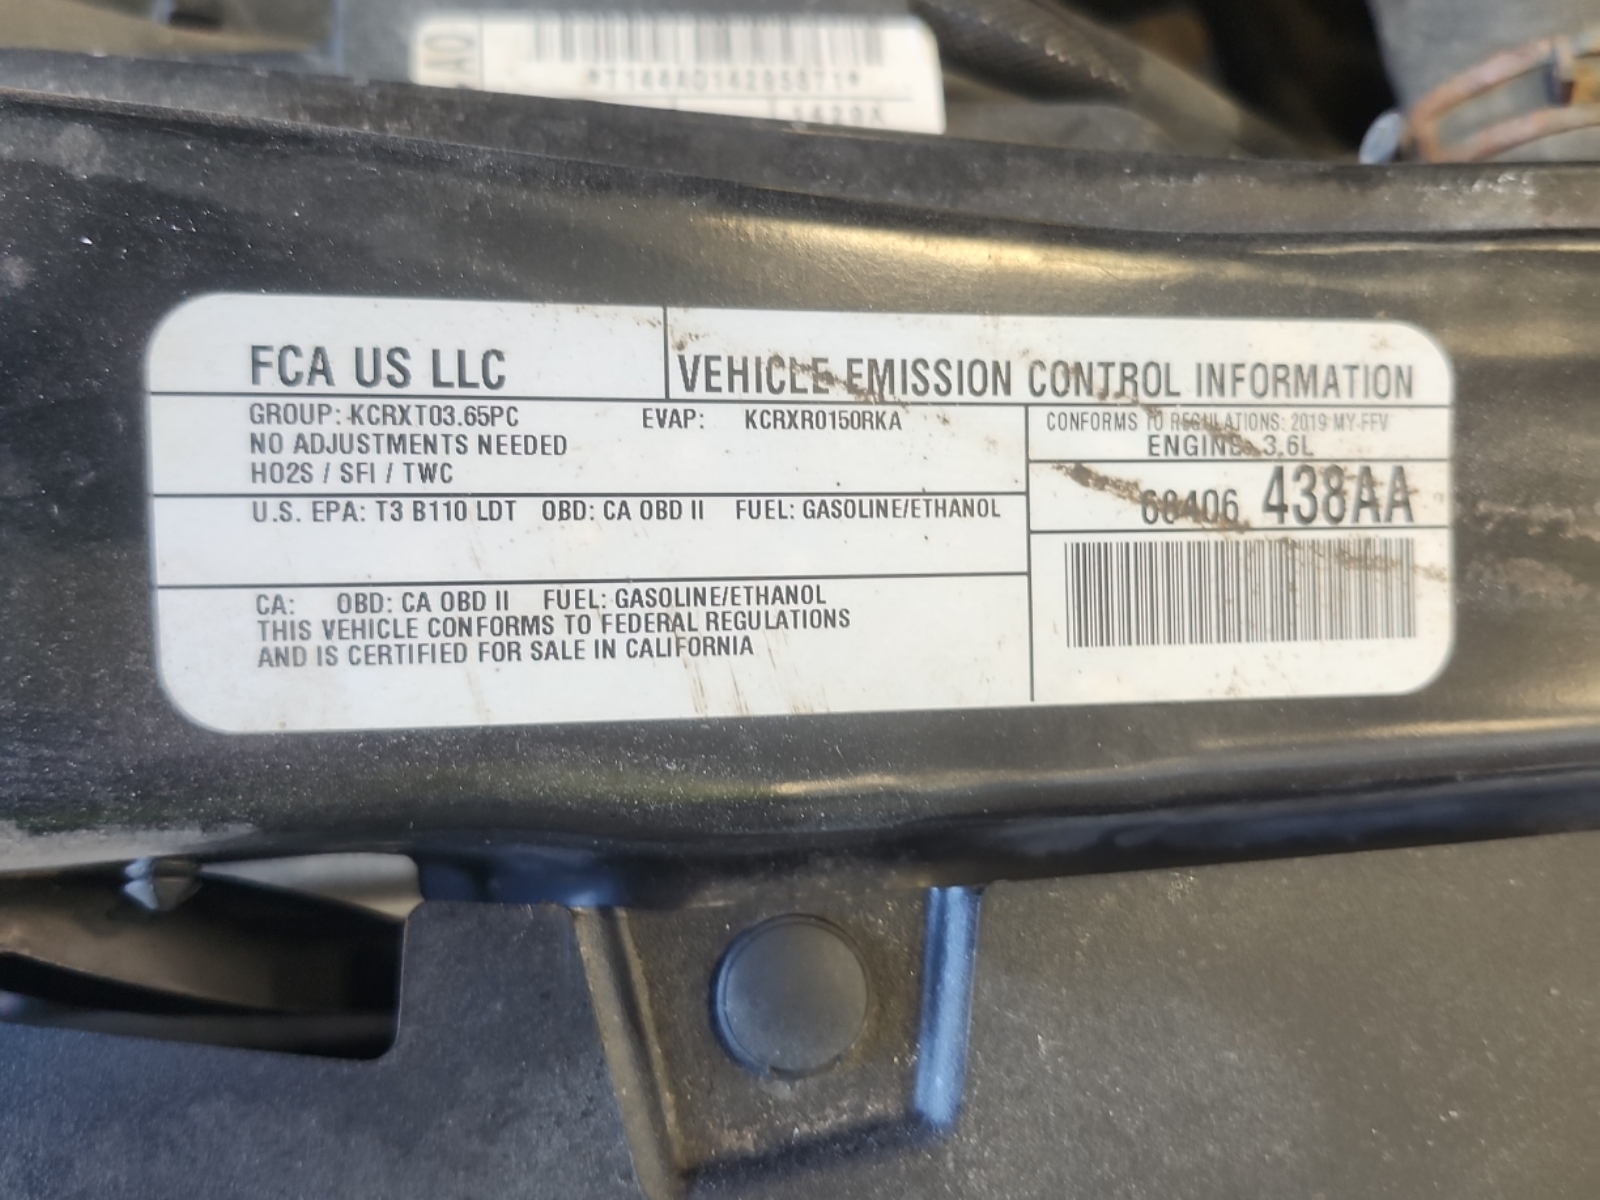 *T144A014295571*
FCA US LLC
VEHICLE EMISSION CONTROL INFORMATION
GROUP: KCRXT03.65PC EVAP: KCRXR0150RKA
NO ADJUSTMENTS NEEDED
HO2S / SFI / TWC
CONFORMS TO REGULATIONS: 2019 MY FFV
ENGINE: 3.6L
68406 438AA
U.S. EPA: T3 B110 LDT OBD: CA OBD II FUEL: GASOLINE/ETHANOL
CA: OBD: CA OBD II FUEL: GASOLINE/ETHANOL
THIS VEHICLE CONFORMS TO FEDERAL REGULATIONS
AND IS CERTIFIED FOR SALE IN CALIFORNIA